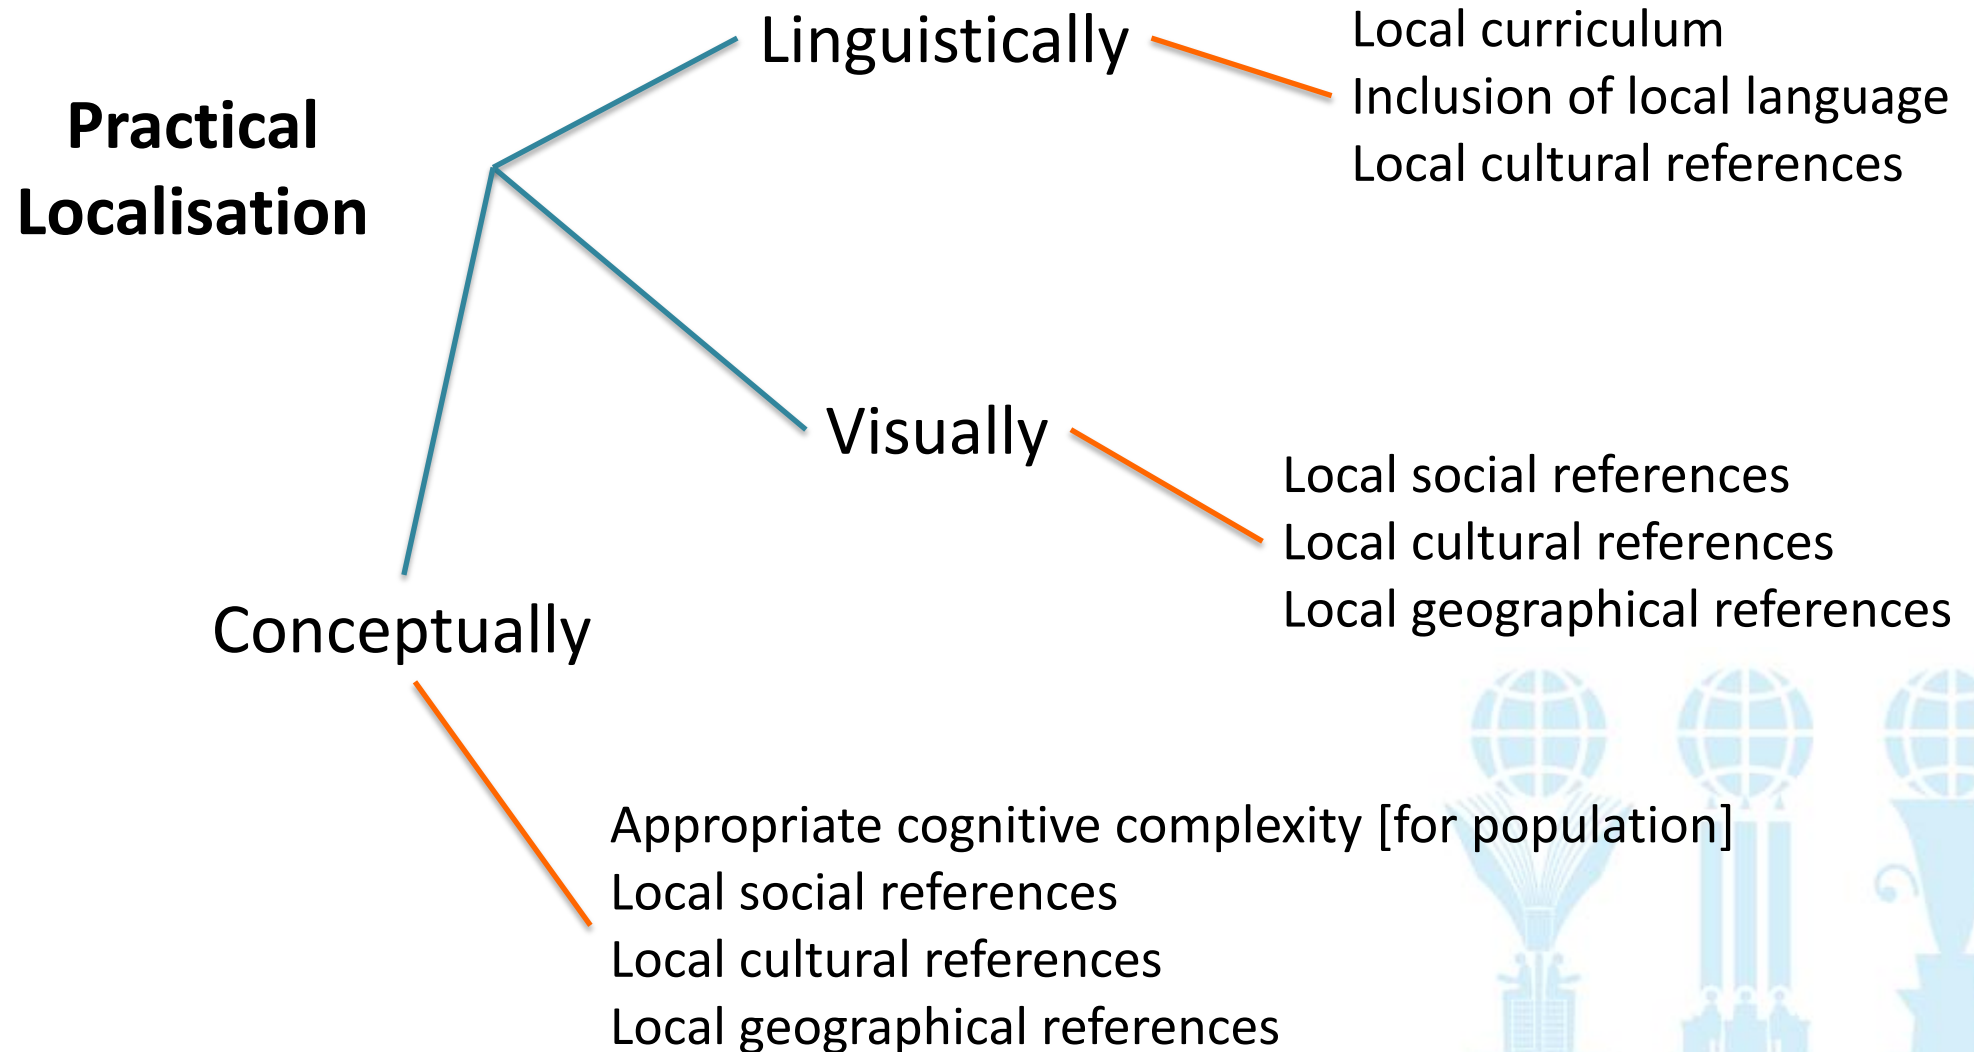 Practical
Localisation
Linguistically
Local curriculum
Inclusion of local language
Local cultural references
Visually
Local social references
Local cultural references
Local geographical references
Conceptually
Appropriate cognitive complexity [for population]
Local social references
Local cultural references
Local geographical references